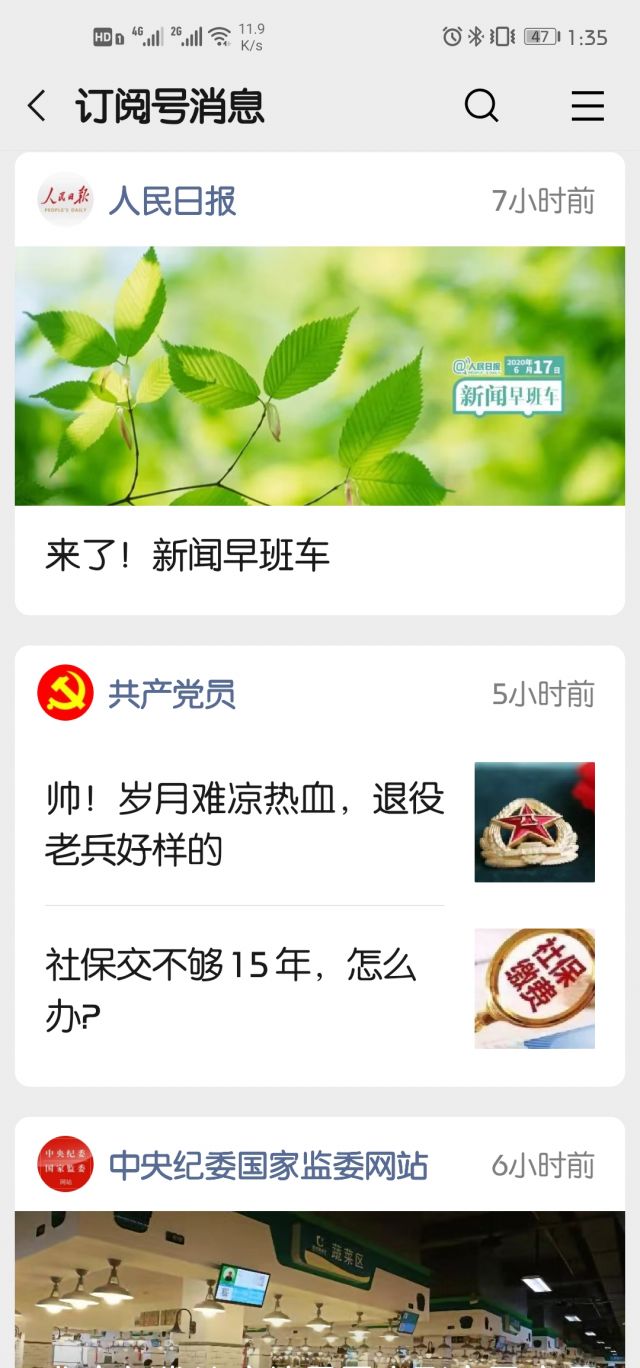 HD 4G 2G 11.9 K/s 47 1:35
订阅号消息
人民日报
PEOPLE'S DAILY
人民日报
7小时前
@人民日报
2020年
6月17日
新闻早班车
来了！新闻早班车
共产党员
5小时前
帅！岁月难凉热血，退役
老兵好样的
社保交不够15年，怎么
办?
社保
缴费
中央纪委
国家监委
网站
中央纪委国家监委网站
6小时前
蔬菜区